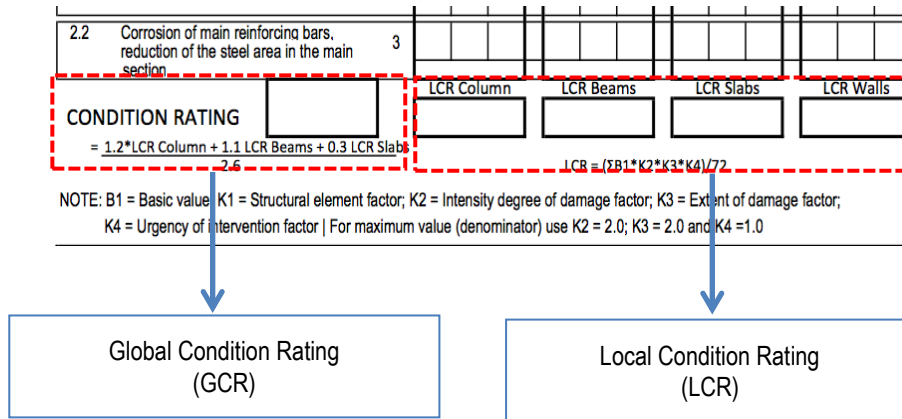 2.2 Corrosion of main reinforcing bars,
reduction of the steel area in the main 3
section
LCR Column LCR Beams LCR Slabs LCR Walls
CONDITION RATING
= 1.2*LCR Column + 1.1 LCR Beams + 0.3 LCR Slabs
2.6
LCR = (ΣB1*K2*K3*K4)/72
NOTE: B1 = Basic value; K1 = Structural element factor; K2 = Intensity degree of damage factor; K3 = Extent of damage factor;
K4 = Urgency of intervention factor | For maximum value (denominator) use K2 = 2.0; K3 = 2.0 and K4 =1.0
Global Condition Rating
(GCR)
Local Condition Rating
(LCR)